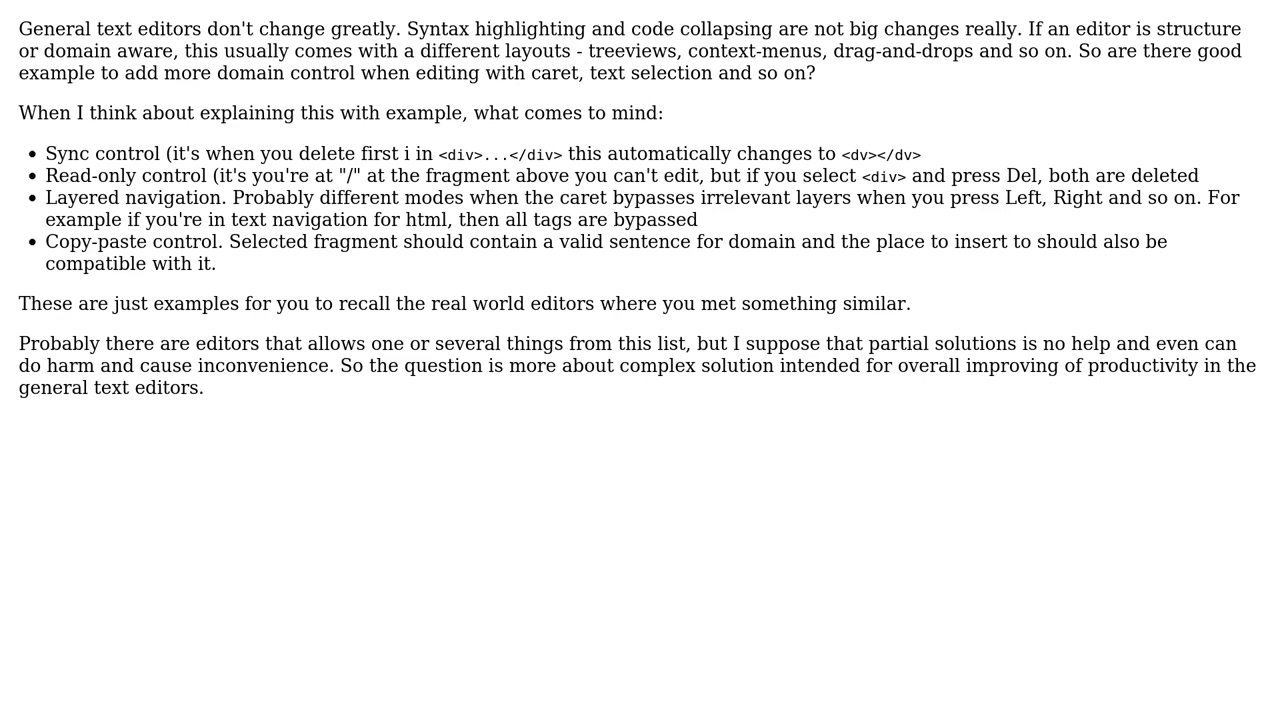 General text editors don't change greatly. Syntax highlighting and code collapsing are not big changes really. If an editor is structure
or domain aware, this usually comes with a different layouts - treeviews, context-menus, drag-and-drops and so on. So are there good
example to add more domain control when editing with caret, text selection and so on?
When I think about explaining this with example, what comes to mind:
• Sync control (it's when you delete first i in <div>...</div> this automatically changes to <dv></dv>
• Read-only control (it's you're at "/" at the fragment above you can't edit, but if you select <div> and press Del, both are deleted
• Layered navigation. Probably different modes when the caret bypasses irrelevant layers when you press Left, Right and so on. For
example if you're in text navigation for html, then all tags are bypassed
• Copy-paste control. Selected fragment should contain a valid sentence for domain and the place to insert to should also be
compatible with it.
These are just examples for you to recall the real world editors where you met something similar.
Probably there are editors that allows one or several things from this list, but I suppose that partial solutions is no help and even can
do harm and cause inconvenience. So the question is more about complex solution intended for overall improving of productivity in the
general text editors.